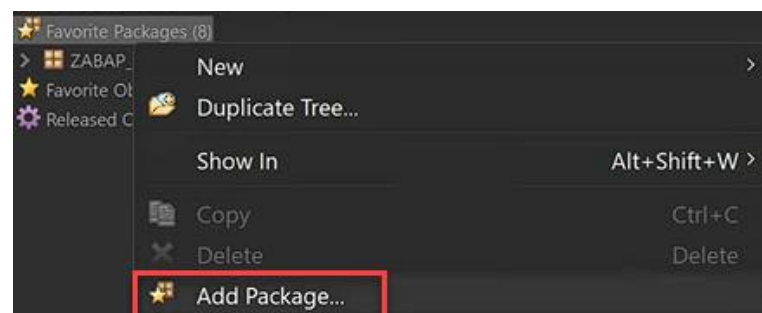 Favorite Packages (8)
ZABAP_
New
Favorite Ob
Duplicate Tree...
Released C
Show In Alt+Shift+W
Copy Ctrl+C
Delete Delete
Add Package...